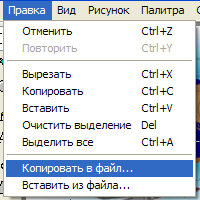 Правка Вид Рисунок Палитра
Отменить Ctrl+Z
Повторить Ctrl+Y
Вырезать Ctrl+X
Копировать Ctrl+C
Вставить Ctrl+V
Очистить выделение Del
Выделить все Ctrl+A
Копировать в файл...
Вставить из файла...